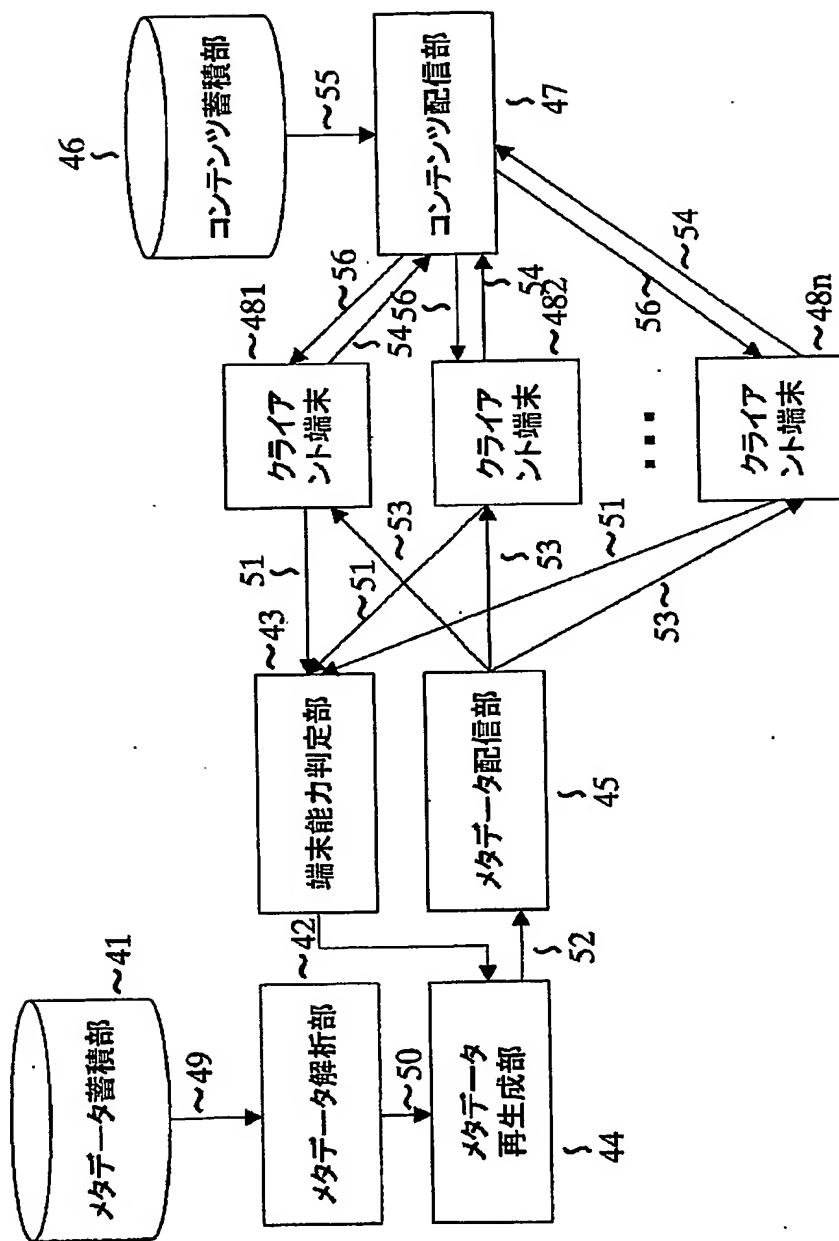 メタデータ蓄積部
41
49
メタデータ解析部
42
50
メタデータ
再生成部
44
52
端末能力判定部
43
メタデータ配信部
45
51
51
51
53
53
53
クライア
ント端末
481
クライア
ント端末
482
クライア
ント端末
48n
56
54
56
54
56
54
コンテンツ蓄積部
46
55
コンテンツ配信部
47